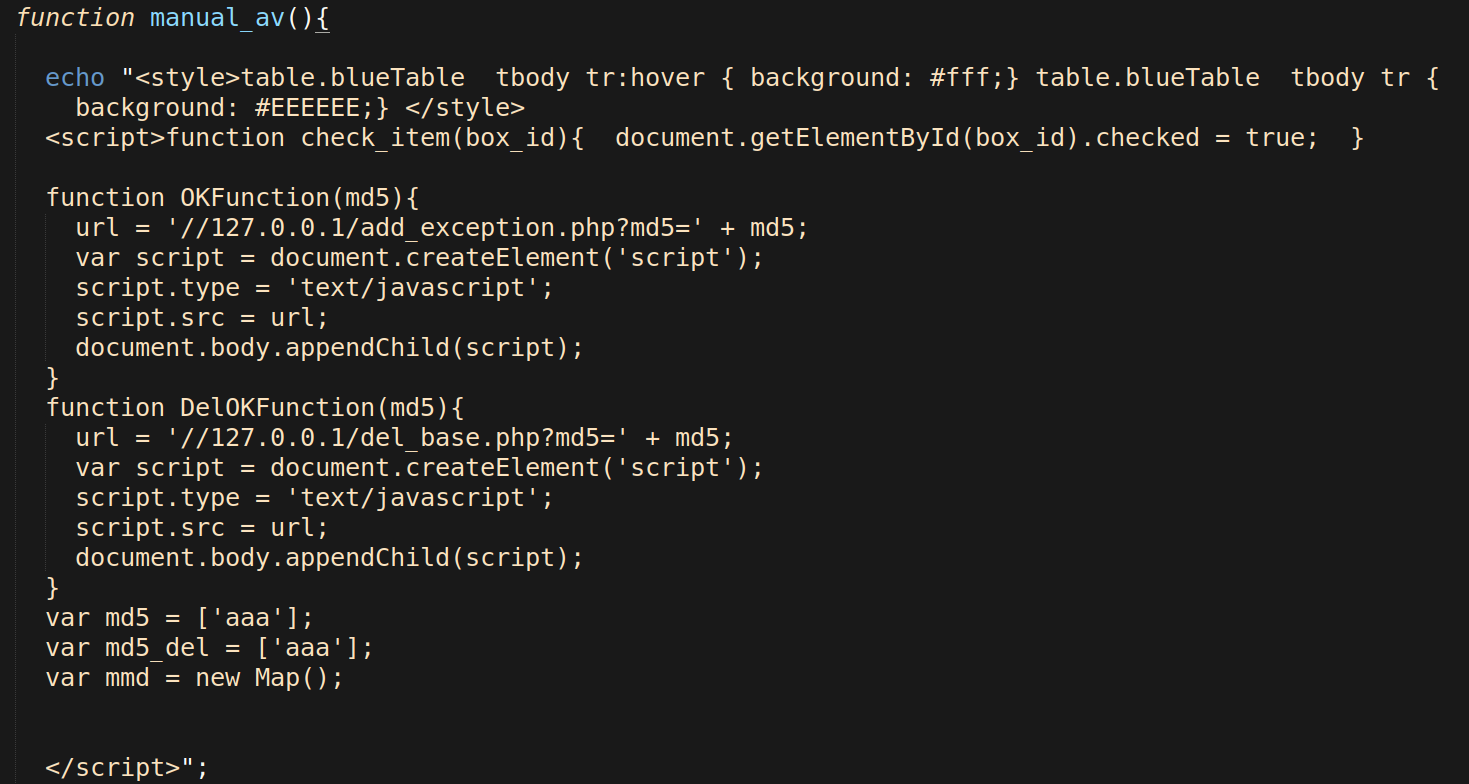 function manual_av(){
echo "<style>table.blueTable  tbody tr:hover { background: #fff;} table.blueTable  tbody tr {
background: #EEEEEE;} </style>
<script>function check_item(box_id){  document.getElementById(box_id).checked = true;  }
function OKFunction(md5){
url = '//127.0.0.1/add_exception.php?md5=' + md5;
var script = document.createElement('script');
script.type = 'text/javascript';
script.src = url;
document.body.appendChild(script);
}
function DelOKFunction(md5){
url = '//127.0.0.1/del_base.php?md5=' + md5;
var script = document.createElement('script');
script.type = 'text/javascript';
script.src = url;
document.body.appendChild(script);
}
var md5 = ['aaa'];
var md5_del = ['aaa'];
var mmd = new Map();
</script>";